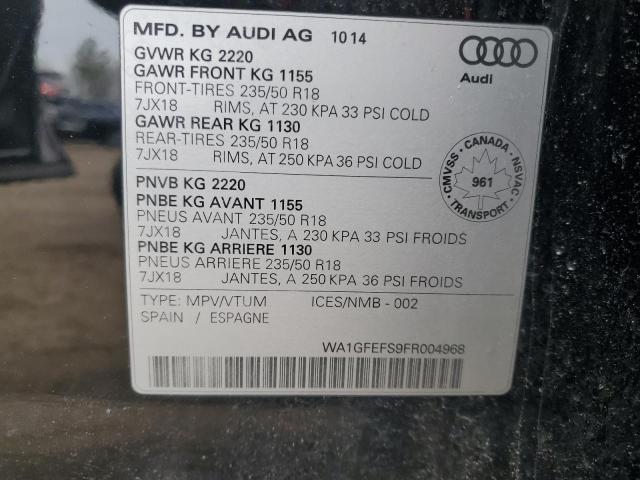 MFD. BY AUDI AG 10 14
GVWR KG 2220
GAWR FRONT KG 1155
FRONT-TIRES 235/50 R18
7JX18 RIMS, AT 230 KPA 33 PSI COLD
GAWR REAR KG 1130
REAR-TIRES 235/50 R18
7JX18 RIMS, AT 250 KPA 36 PSI COLD
Audi
CMVSS - CANADA - NSVAC
961
TRANSPORT
PNVB KG 2220
PNBE KG AVANT 1155
PNEUS AVANT 235/50 R18
7JX18 JANTES, A 230 KPA 33 PSI FROIDS
PNBE KG ARRIERE 1130
PNEUS ARRIERE 235/50 R18
7JX18 JANTES, A 250 KPA 36 PSI FROIDS
TYPE: MPV/VTUM ICES/NMB - 002
SPAIN / ESPAGNE
WA1GFEFS9FR004968